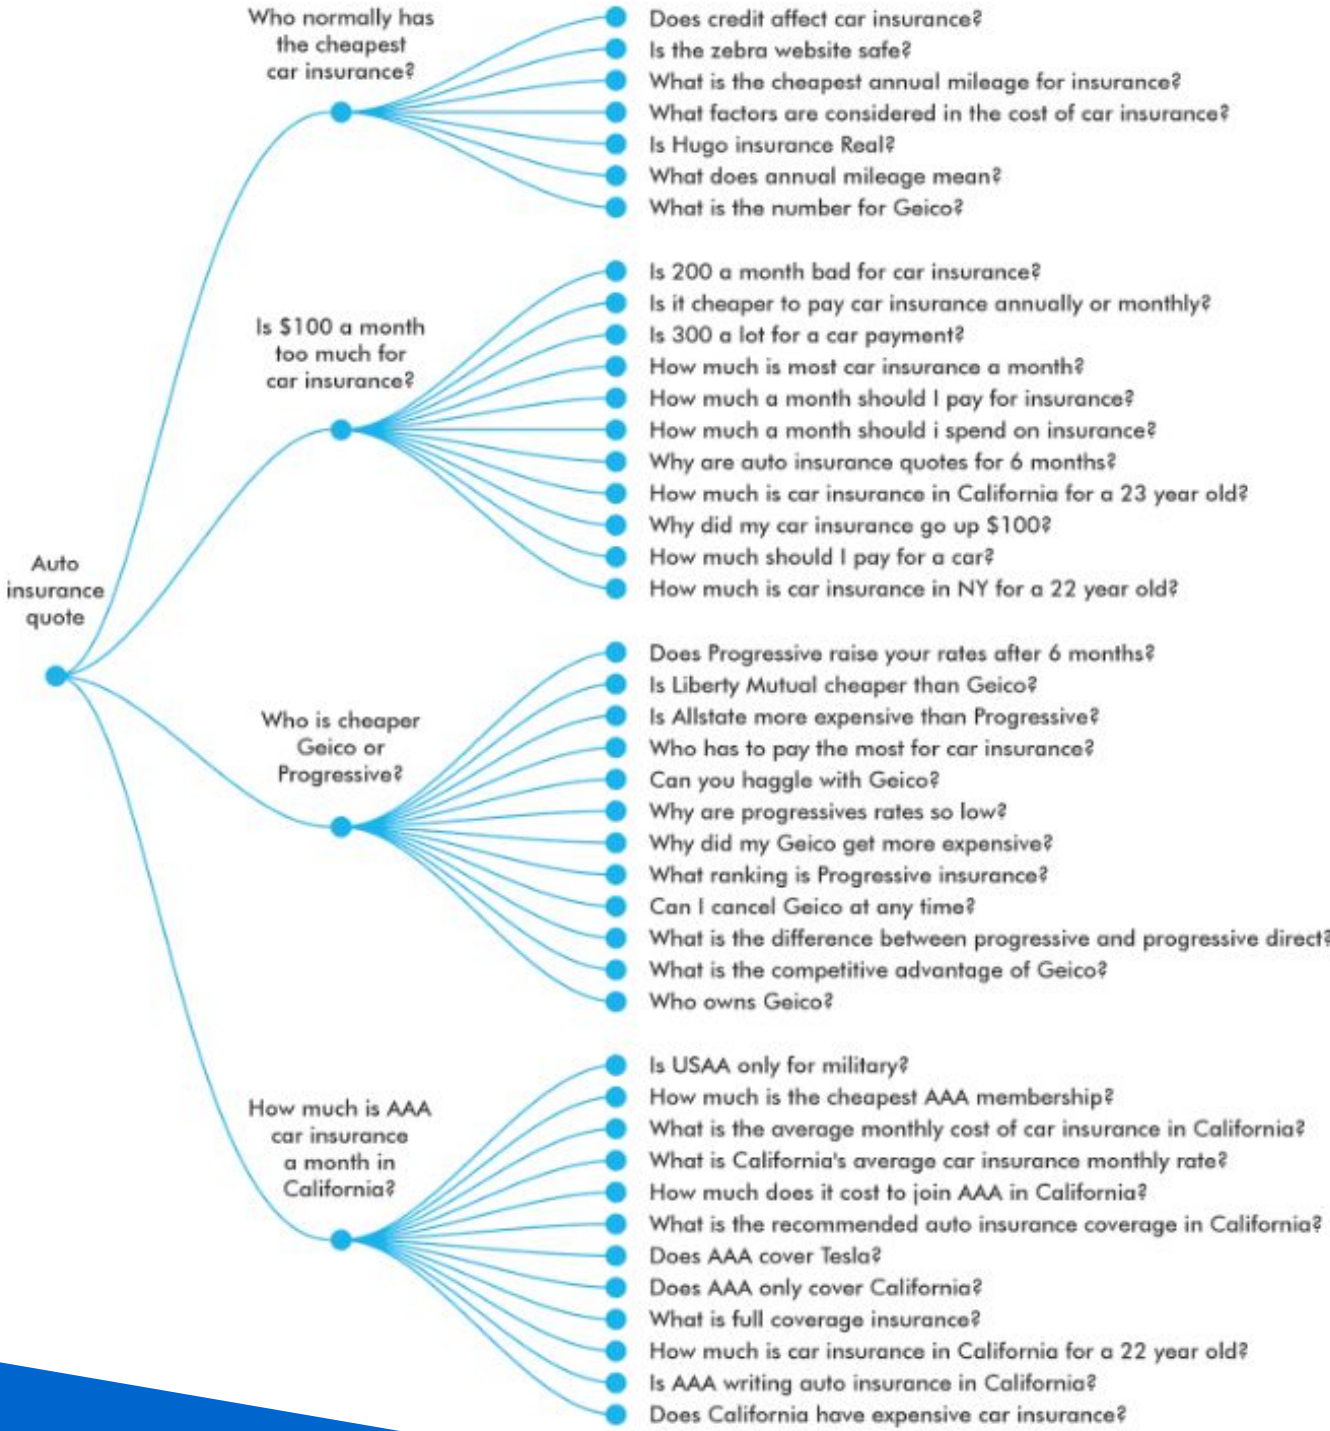 Auto
insurance
quote
Who normally has
the cheapest
car insurance?
Does credit affect car insurance?
Is the zebra website safe?
What is the cheapest annual mileage for insurance?
What factors are considered in the cost of car insurance?
Is Hugo insurance Real?
What does annual mileage mean?
What is the number for Geico?
Is $100 a month
too much for
car insurance?
Is 200 a month bad for car insurance?
Is it cheaper to pay car insurance annually or monthly?
Is 300 a lot for a car payment?
How much is most car insurance a month?
How much a month should I pay for insurance?
How much a month should i spend on insurance?
Why are auto insurance quotes for 6 months?
How much is car insurance in California for a 23 year old?
Why did my car insurance go up $100?
How much should I pay for a car?
How much is car insurance in NY for a 22 year old?
Who is cheaper
Geico or
Progressive?
Does Progressive raise your rates after 6 months?
Is Liberty Mutual cheaper than Geico?
Is Allstate more expensive than Progressive?
Who has to pay the most for car insurance?
Can you haggle with Geico?
Why are progressives rates so low?
Why did my Geico get more expensive?
What ranking is Progressive insurance?
Can I cancel Geico at any time?
What is the difference between progressive and progressive direct?
What is the competitive advantage of Geico?
Who owns Geico?
How much is AAA
car insurance
a month in
California?
Is USAA only for military?
How much is the cheapest AAA membership?
What is the average monthly cost of car insurance in California?
What is California's average car insurance monthly rate?
How much does it cost to join AAA in California?
What is the recommended auto insurance coverage in California?
Does AAA cover Tesla?
Does AAA only cover California?
What is full coverage insurance?
How much is car insurance in California for a 22 year old?
Is AAA writing auto insurance in California?
Does California have expensive car insurance?